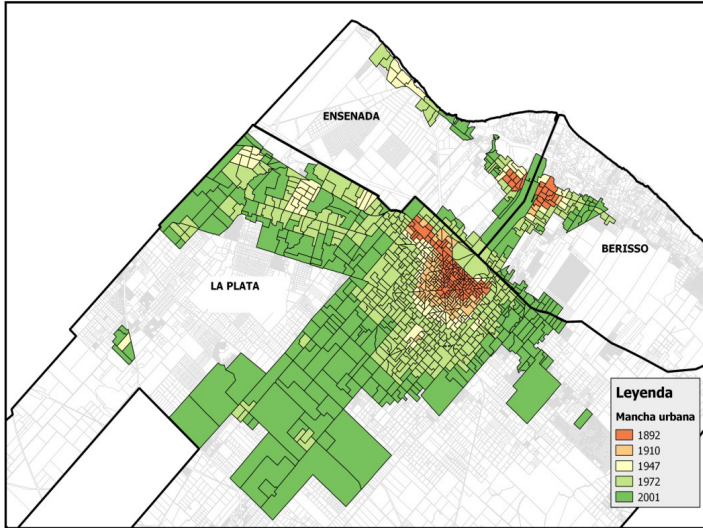 ENSENADA
BERISSO
LA PLATA
Leyenda
Mancha urbana
1892
1910
1947
1972
2001